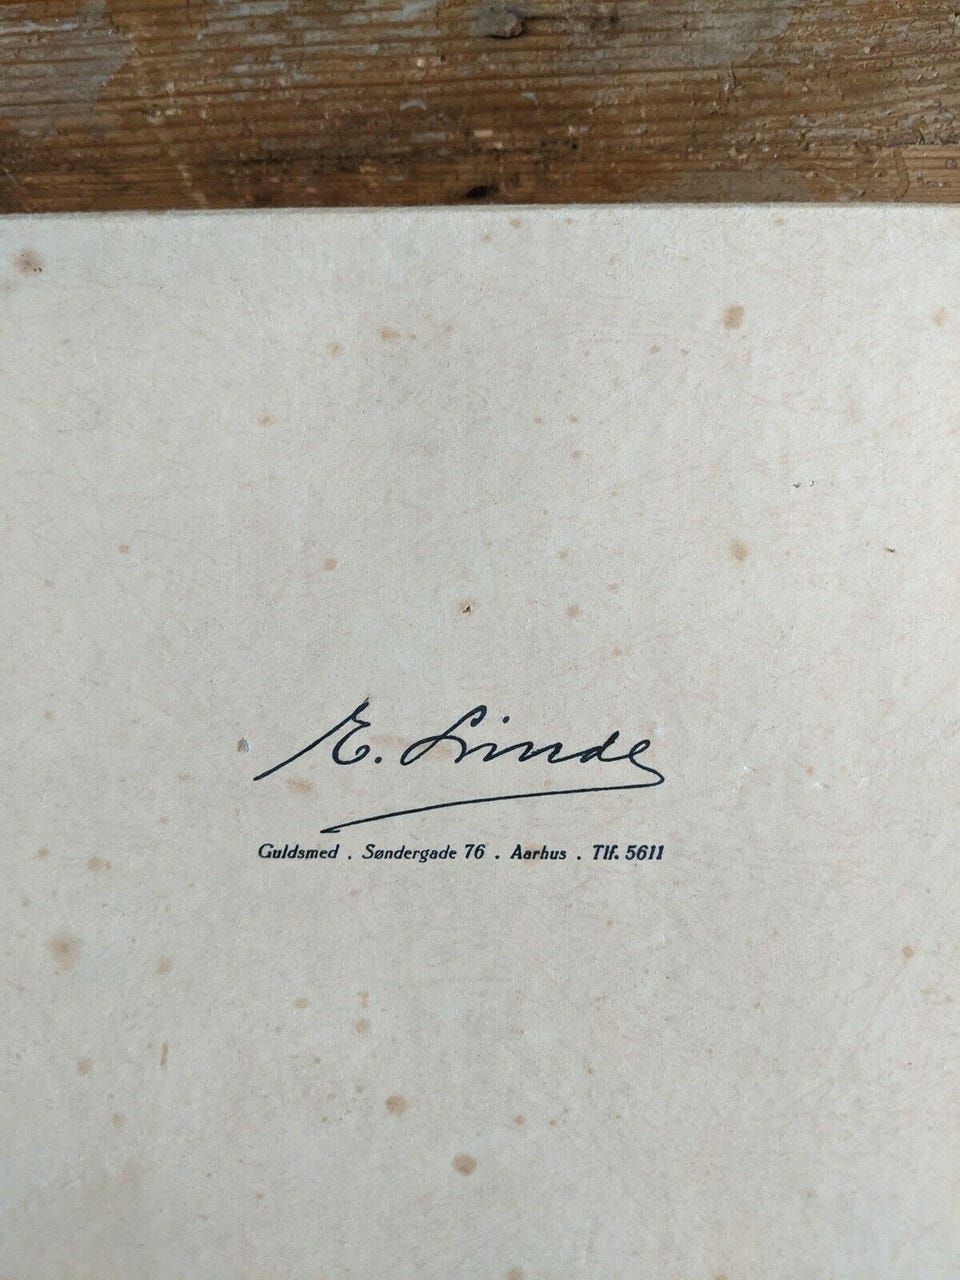 E. Linde
Guldsmed . Søndergade 76 . Aarhus . Tlf. 5611